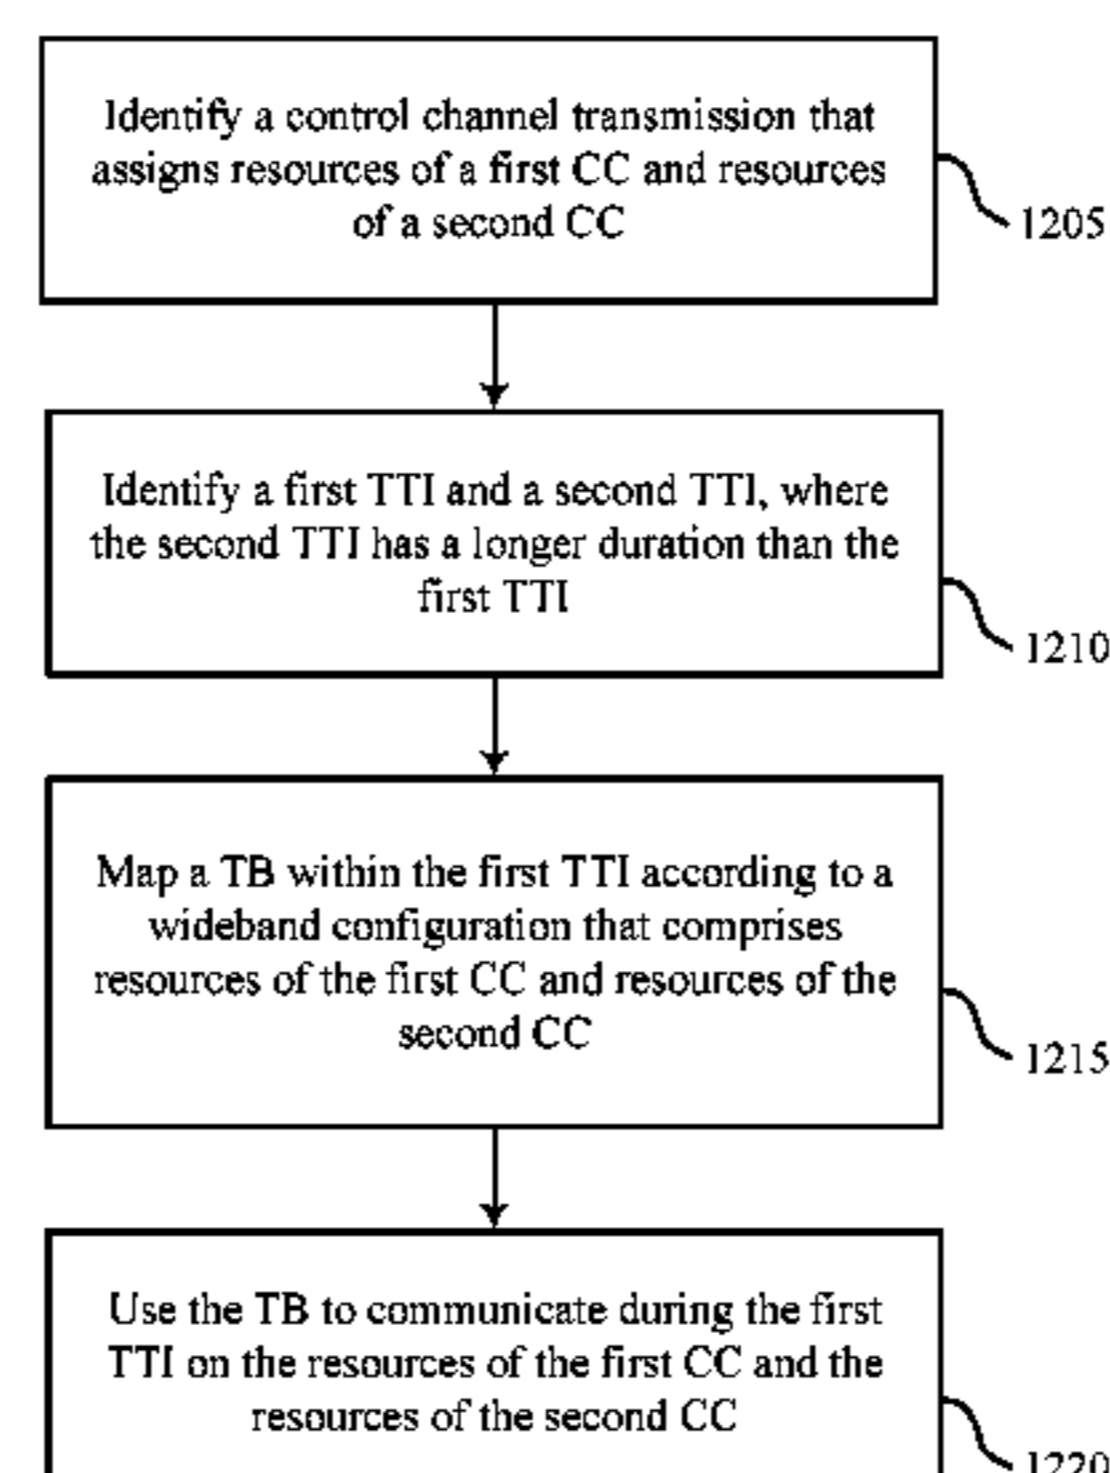 Identify a control channel transmission that
assigns resources of a first CC and resources
of a second CC
1205
Identify a first TTI and a second TTI, where
the second TTI has a longer duration than the
first TTI
1210
Map a TB within the first TTI according to a
wideband configuration that comprises
resources of the first CC and resources of the
second CC
1215
Use the TB to communicate during the first
TTI on the resources of the first CC and the
resources of the second CC
1220